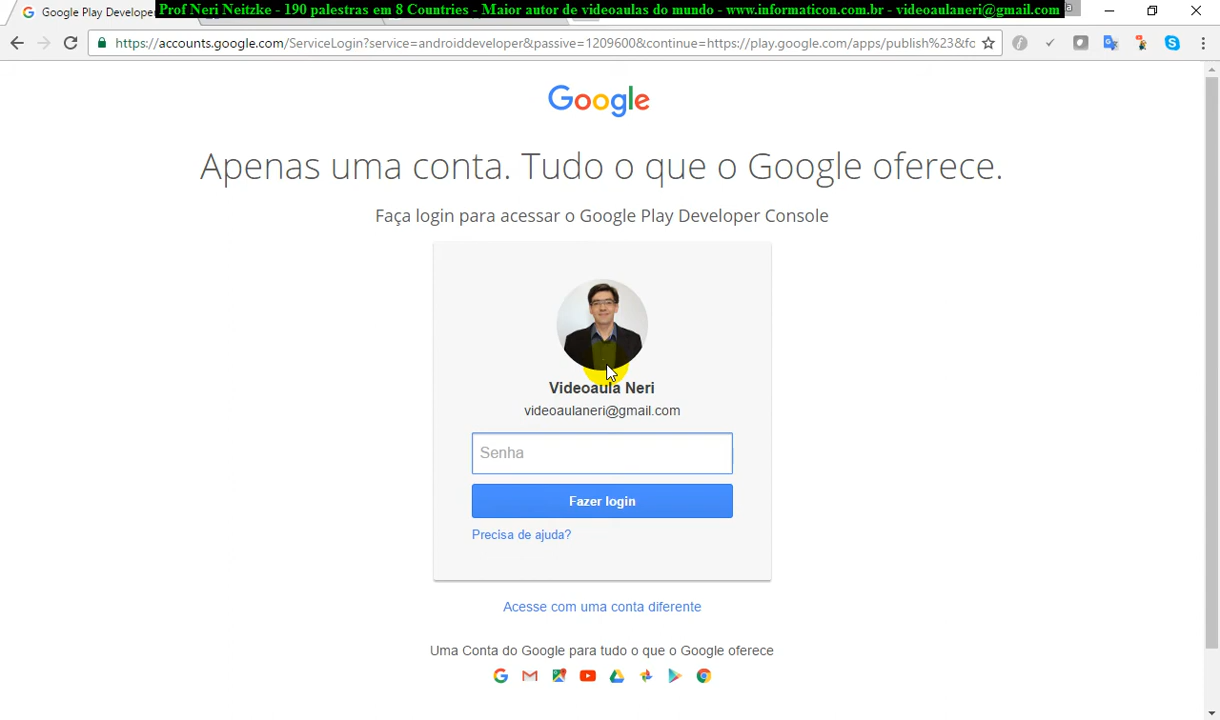 Google Play Develope
Prof Neri Neitzke - 190 palestras em 8 Countries - Maior autor de videoaulas do mundo - www.informaticon.com.br - videoaulaneri@gmail.com
https://accounts.google.com/ServiceLogin?service=androiddeveloper&passive=1209600&continue=https://play.google.com/apps/publish%23&fo
Google
Apenas uma conta. Tudo o que o Google oferece.
Faça login para acessar o Google Play Developer Console
Videoaula Neri
videoaulaneri@gmail.com
Senha
Fazer login
Precisa de ajuda?
Acesse com uma conta diferente
Uma Conta do Google para tudo o que o Google oferece